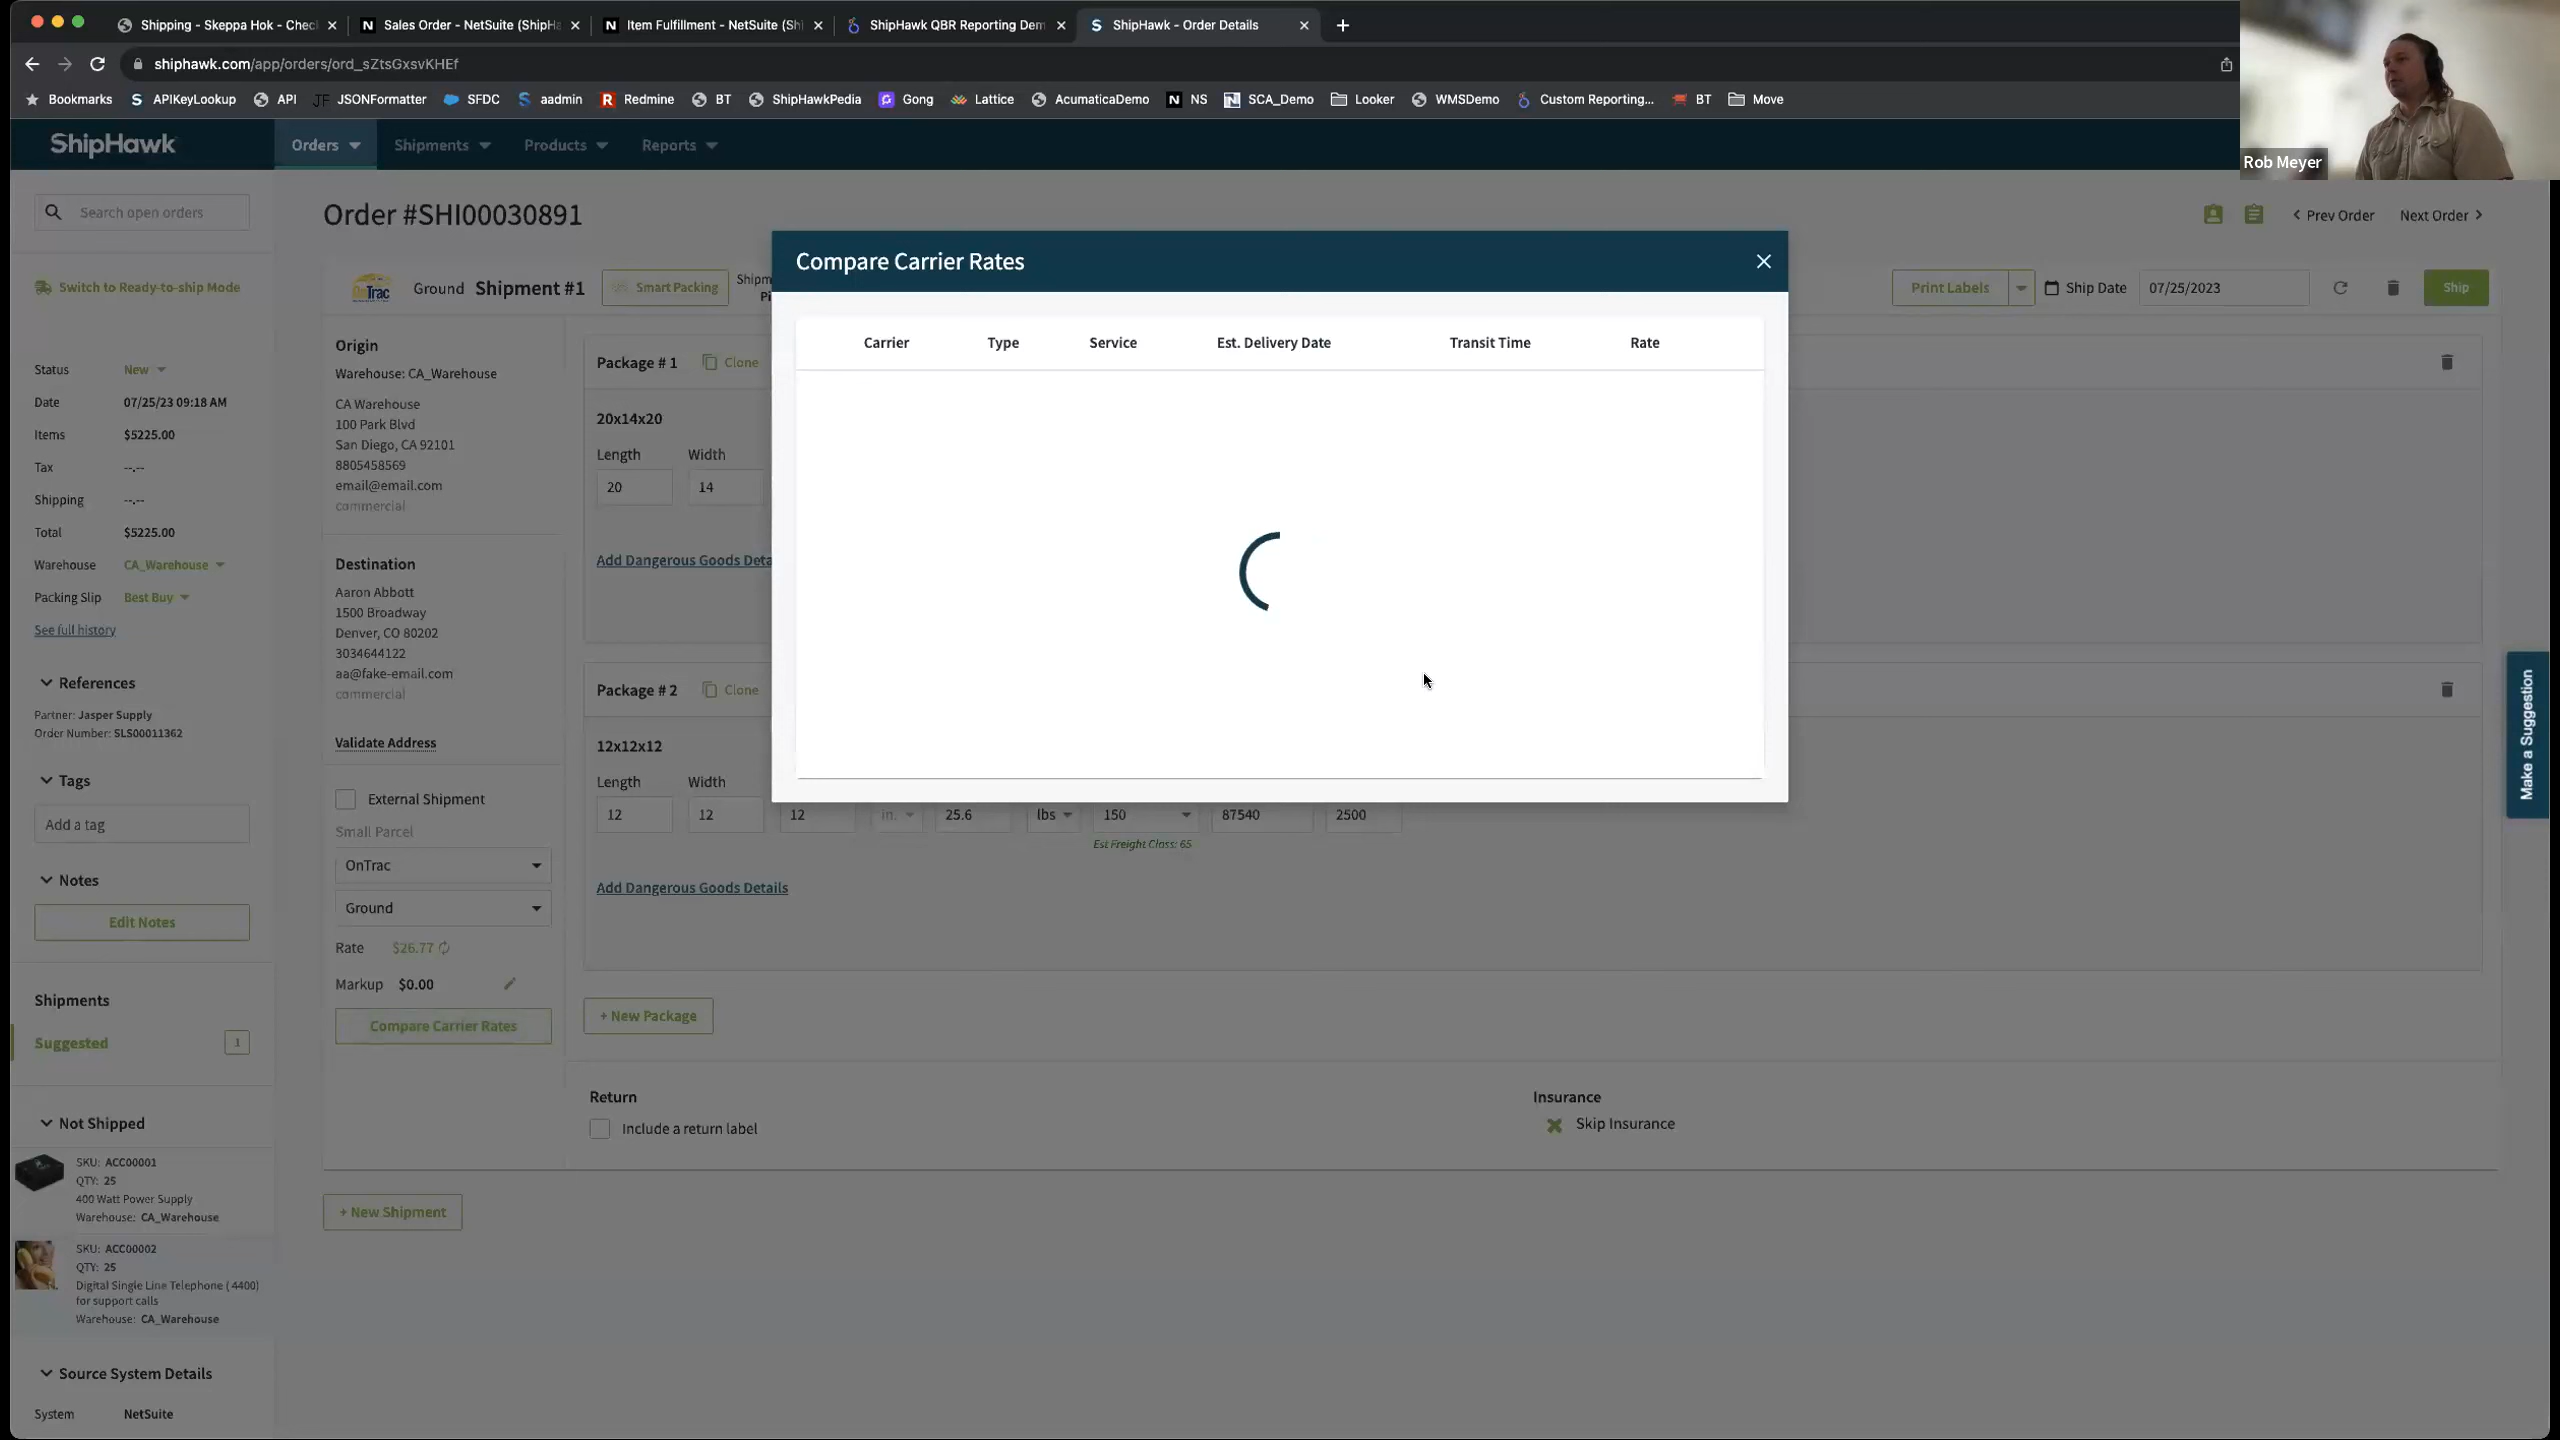 Shipping - Skeppa Hok - Chec
Sales Order - NetSuite (ShipHa
Item Fulfillment - NetSuite (Shi
ShipHawk QBR Reporting Dem
ShipHawk - Order Details
shiphawk.com/app/orders/ord_sZtsGxsvKHEf
Bookmarks
APIKeyLookup
API
JSONFormatter
SFDC
aadmin
Redmine
BT
ShipHawkPedia
Gong
Lattice
AcumaticaDemo
NS
SCA_Demo
Looker
WMSDemo
Custom Reporting...
BT
Move
Rob Meyer
ShipHawk
Orders
Shipments
Products
Reports
Search open orders
Order #SHI00030891
Prev Order
Next Order
Switch to Ready-to-ship Mode
OnTrac
Ground
Shipment #1
Smart Packing
Shipm
Pi
Print Labels
Ship Date
07/25/2023
Ship
Status New
Date 07/25/23 09:18 AM
Items $5225.00
Tax --.--
Shipping --.--
Total $5225.00
Warehouse CA_Warehouse
Packing Slip Best Buy
See full history
References
Partner: Jasper Supply
Order Number: SLS00011362
Tags
Add a tag
Notes
Edit Notes
Shipments
Suggested 1
Not Shipped
SKU: ACC00001
QTY: 25
400 Watt Power Supply
Warehouse: CA_Warehouse
SKU: ACC00002
QTY: 25
Digital Single Line Telephone ( 4400)
for support calls
Warehouse: CA_Warehouse
Source System Details
System NetSuite
Origin
Warehouse: CA_Warehouse
CA Warehouse
100 Park Blvd
San Diego, CA 92101
8805458569
email@email.com
commercial
Destination
Aaron Abbott
1500 Broadway
Denver, CO 80202
3034644122
aa@fake-email.com
commercial
Validate Address
External Shipment
Small Parcel
OnTrac
Ground
Rate $26.77
Markup $0.00
Compare Carrier Rates
+ New Shipment
Package # 1
Clone
20x14x20
Length Width
20 14
Add Dangerous Goods Deta
Package # 2
Clone
12x12x12
Length Width
12 12 12 in. 25.6 lbs 150 87540 2500
Est Freight Class: 65
Add Dangerous Goods Details
+ New Package
Return
Include a return label
Insurance
Skip Insurance
Compare Carrier Rates
Carrier Type Service Est. Delivery Date Transit Time Rate
Make a Suggestion